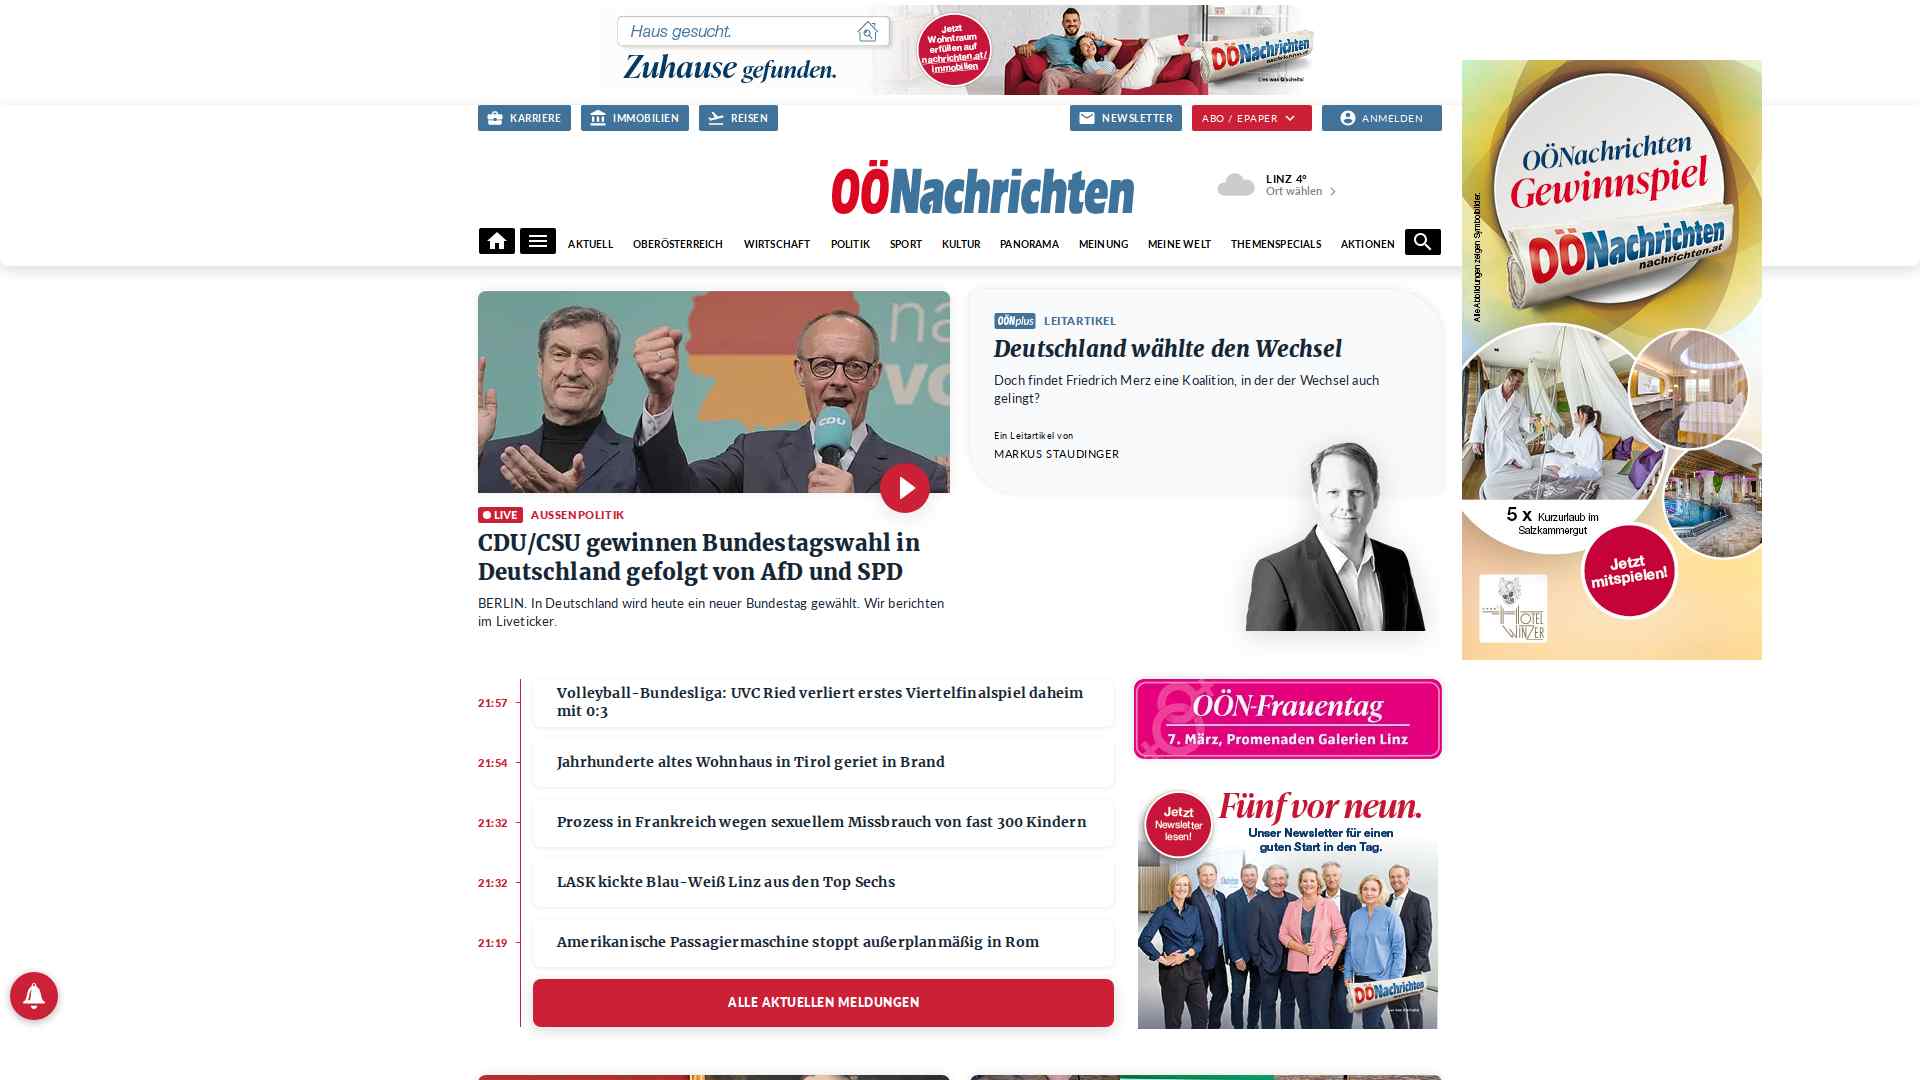 Haus gesucht.
Zuhause gefunden.
Jetzt
Wohntraum
erfüllen auf
nachrichten.at/
immobilien
OÖNachrichten
nachrichten.at
KARRIERE
IMMOBILIEN
REISEN
NEWSLETTER
ABO / EPAPER
ANMELDEN
OÖNachrichten
LINZ 4°
Ort wählen
AKTUELL
OBERÖSTERREICH
WIRTSCHAFT
POLITIK
SPORT
KULTUR
PANORAMA
MEINUNG
MEINE WELT
THEMENSPECIALS
AKTIONEN
OÖNachrichten
Gewinnspiel
OÖNachrichten
nachrichten.at
Alle Abbildungen zeigen Symbolbilder.
5 x Kurzurlaub im
Salzkammergut
Jetzt
mitspielen!
HOTEL
WINZER
na
vo
CDU
LIVE AUSSENPOLITIK
CDU/CSU gewinnen Bundestagswahl in
Deutschland gefolgt von AfD und SPD
BERLIN. In Deutschland wird heute ein neuer Bundestag gewählt. Wir berichten
im Liveticker.
OÖNplus LEITARTIKEL
Deutschland wählte den Wechsel
Doch findet Friedrich Merz eine Koalition, in der der Wechsel auch
gelingt?
Ein Leitartikel von
MARKUS STAUDINGER
21:57
Volleyball-Bundesliga: UVC Ried verliert erstes Viertelfinalspiel daheim
mit 0:3
21:54
Jahrhunderte altes Wohnhaus in Tirol geriet in Brand
21:32
Prozess in Frankreich wegen sexuellem Missbrauch von fast 300 Kindern
21:32
LASK kickte Blau-Weiß Linz aus den Top Sechs
21:19
Amerikanische Passagiermaschine stoppt außerplanmäßig in Rom
ALLE AKTUELLEN MELDUNGEN
OÖN-Frauentag
7. März, Promenaden Galerien Linz
Jetzt
Newsletter
lesen!
Fünf vor neun.
Unser Newsletter für einen
guten Start in den Tag.
OÖNachrichten